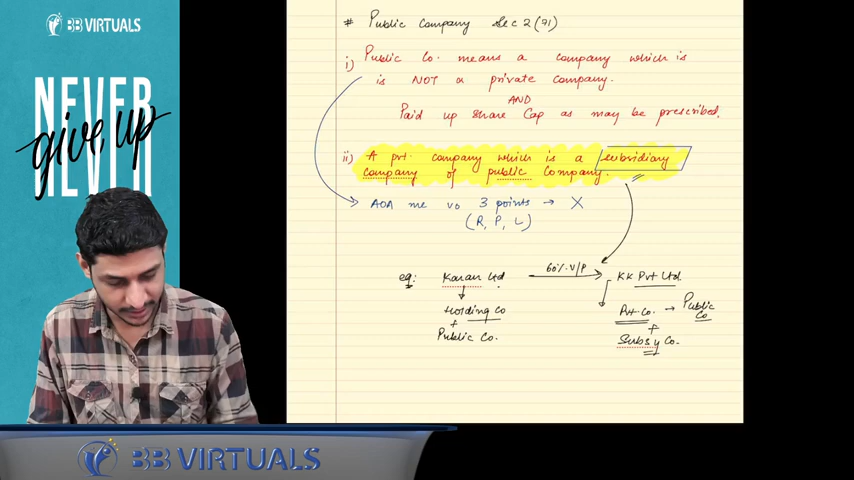 BB VIRTUALS
NEVER
give up
NEVER
# Public Company Sec 2(71)
i) Public Co. means a company which is
is NOT a private company.
AND
Paid up share Cap as may be prescribed.
ii) A pvt. company which is a subsidiary
company of public company.
AOA me vo 3 points → X
(R, P, L)
eg: Karan Ltd 60% V/P KK Pvt Ltd.
Holding Co
+
Public Co.
Pvt Co. → Public Co
+
Subsy Co.
BB VIRTUALS